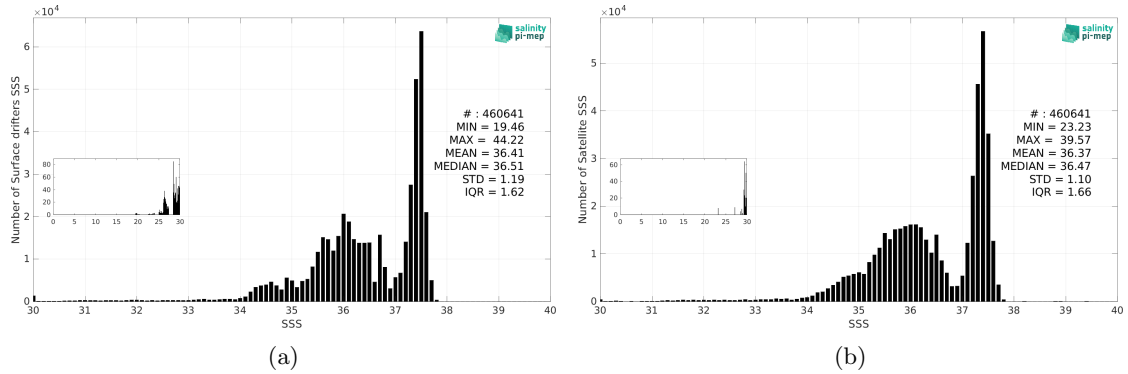 ×10⁴
salinity
pi-mep
Number of Surface drifters SSS
6
5
4
3
2
1
0
# : 460641
MIN = 19.46
MAX = 44.22
MEAN = 36.41
MEDIAN = 36.51
STD = 1.19
IQR = 1.62
80
60
40
20
0
0 5 10 15 20 25 30
30 31 32 33 34 35 36 37 38 39 40
SSS
(a)
×10⁴
salinity
pi-mep
Number of Satellite SSS
5
4
3
2
1
0
# : 460641
MIN = 23.23
MAX = 39.57
MEAN = 36.37
MEDIAN = 36.47
STD = 1.10
IQR = 1.66
60
40
20
0
0 5 10 15 20 25 30
30 31 32 33 34 35 36 37 38 39 40
SSS
(b)